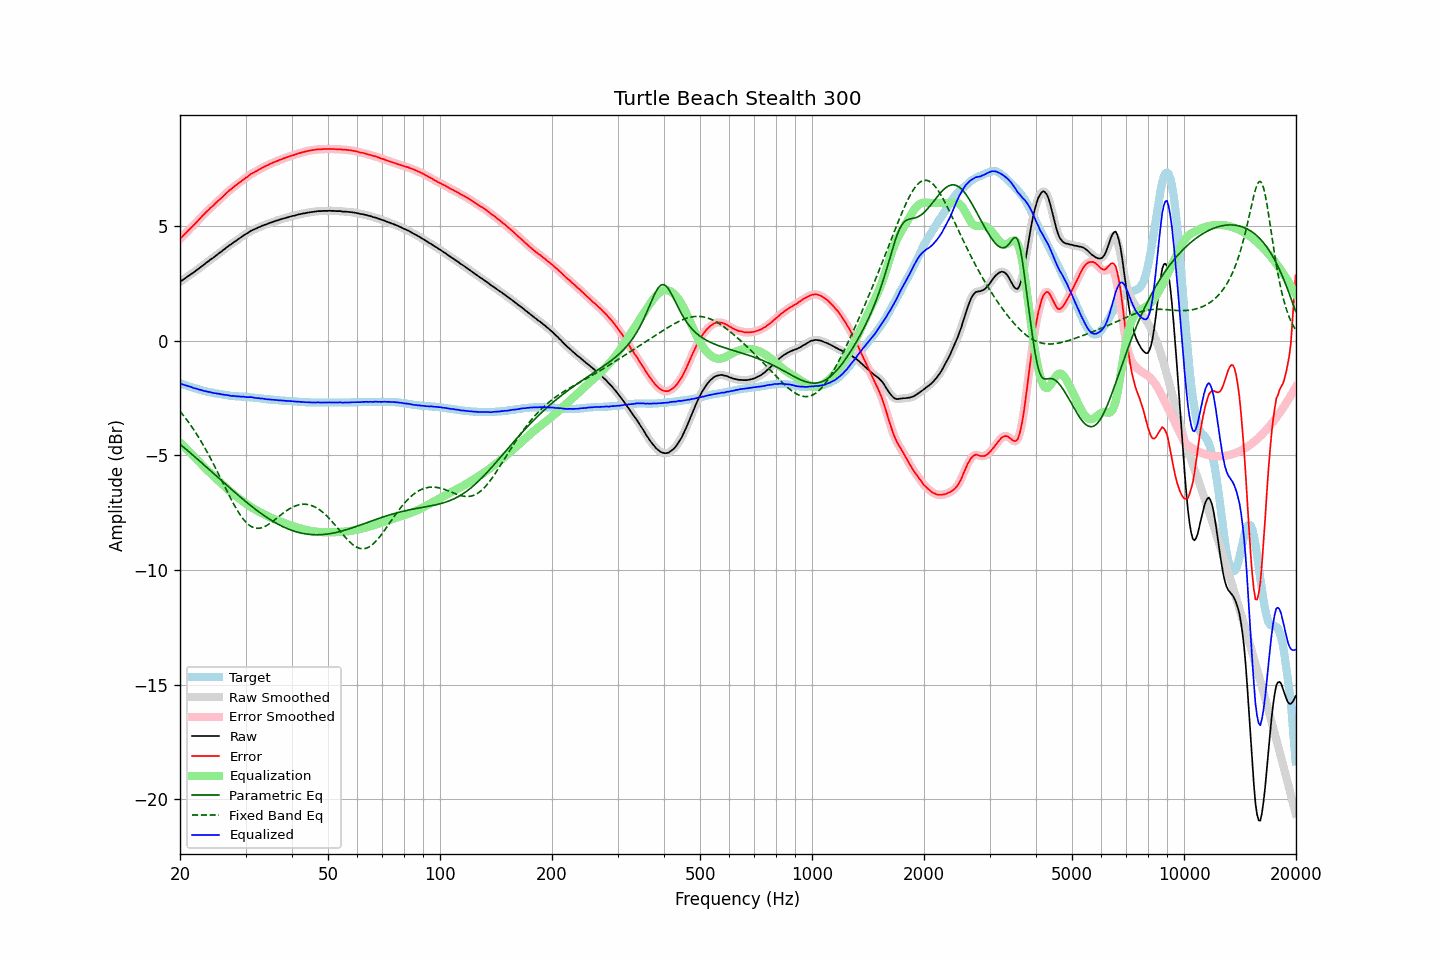 Turtle Beach Stealth 300
Amplitude (dBr)
5
0
−5
−10
−15
−20
Target
Raw Smoothed
Error Smoothed
Raw
Error
Equalization
Parametric Eq
Fixed Band Eq
Equalized
20 50 100 200 500 1000 2000 5000 10000 20000
Frequency (Hz)